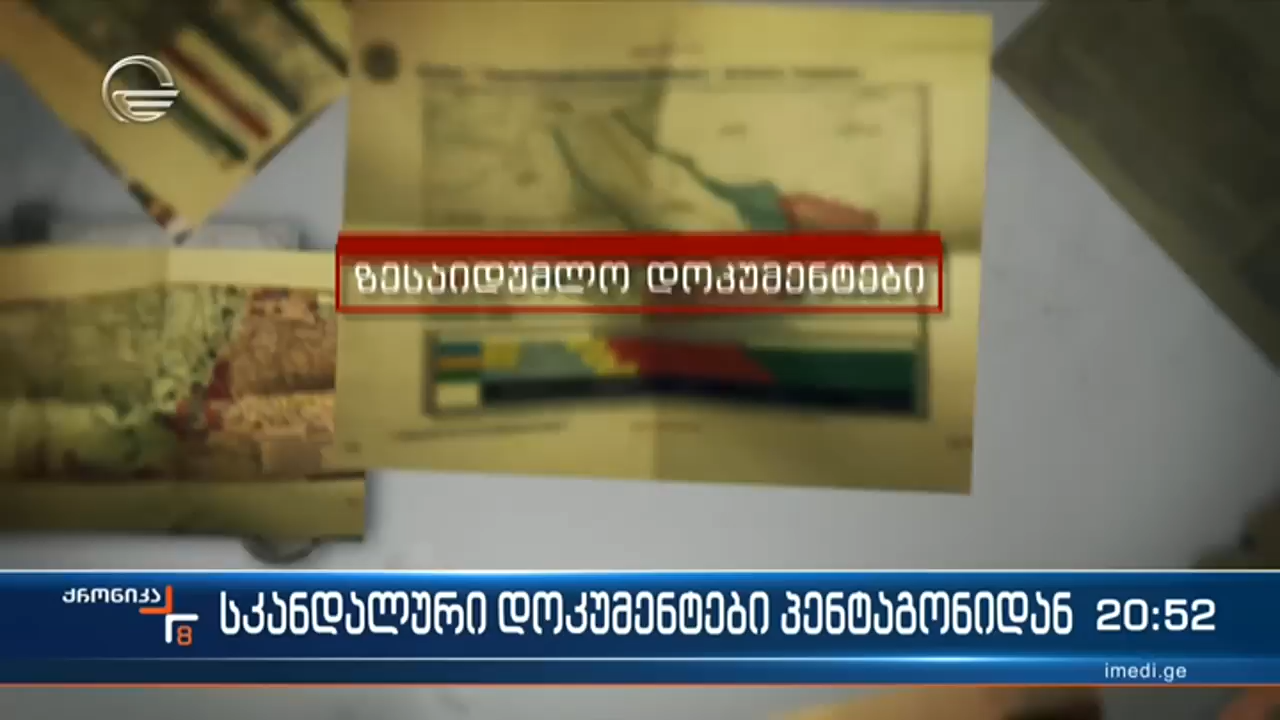 ზესაიდუმლო დოკუმენტები
ქრონიკა
8
სკანდალური დოკუმენტები პენტაგონიდან
20:52
imedi.ge